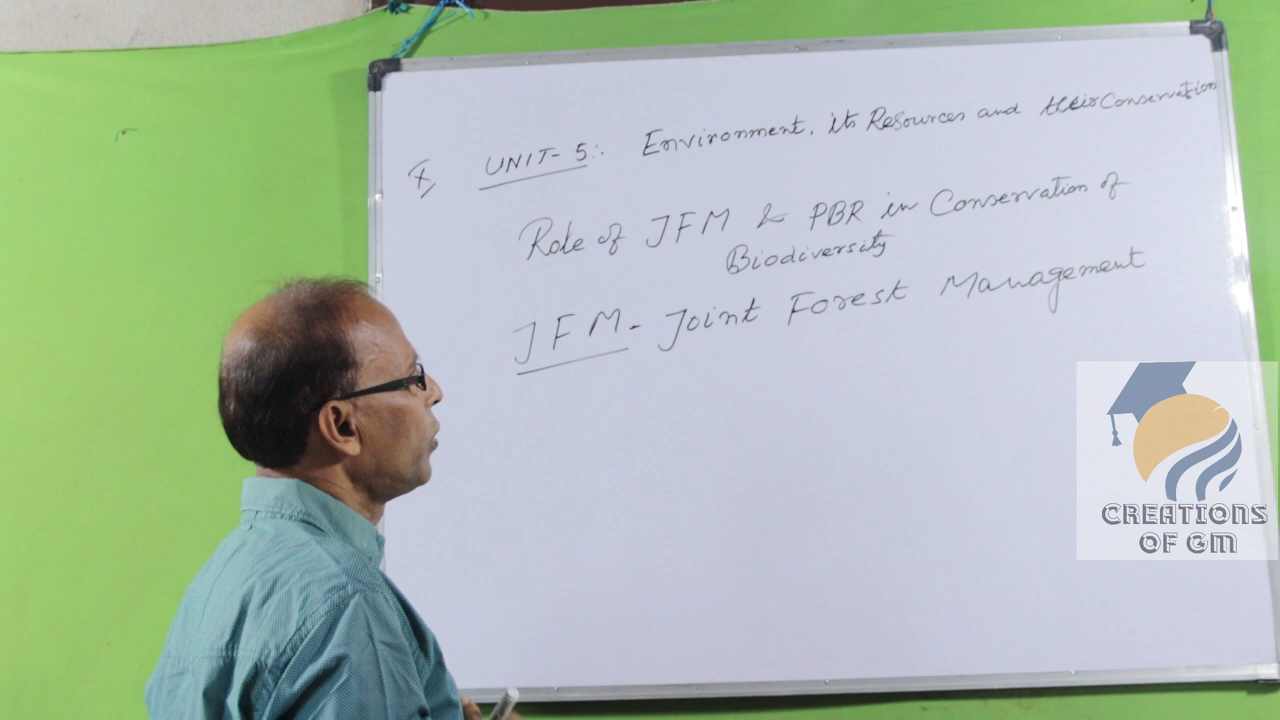 X, UNIT- 5:. Environment, its Resources and their Conservation
Role of JFM & PBR in Conservation of
Biodiversity
JFM - Joint Forest Management
CREATIONS
OF GM